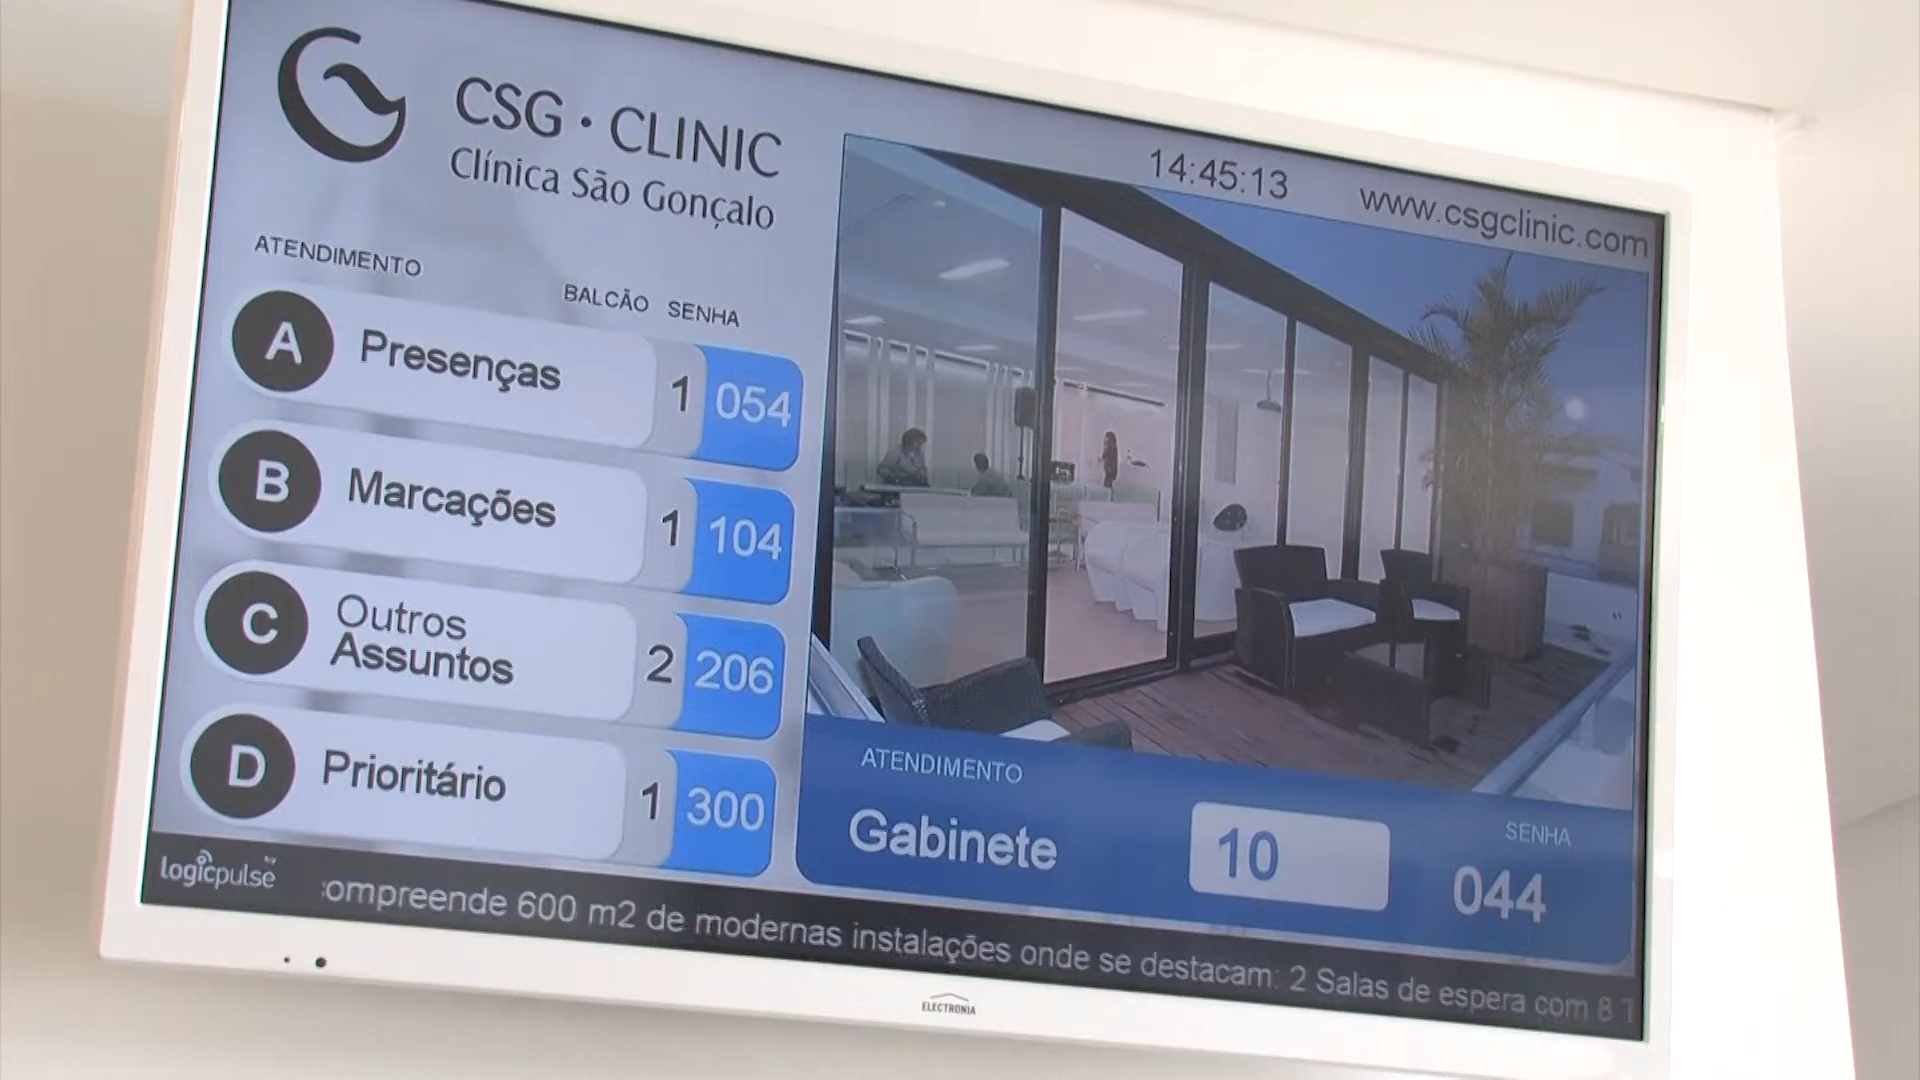 CSG · CLINIC
Clínica São Gonçalo
14:45:13
www.csgclinic.com
ATENDIMENTO
BALCÃO SENHA
A Presenças 1 054
B Marcações 1 104
C Outros
Assuntos 2 206
D Prioritário 1 300
ATENDIMENTO
SENHA
Gabinete 10 044
logicpulse
ompreende 600 m2 de modernas instalações onde se destacam: 2 Salas de espera com 8
ELECTRONIA